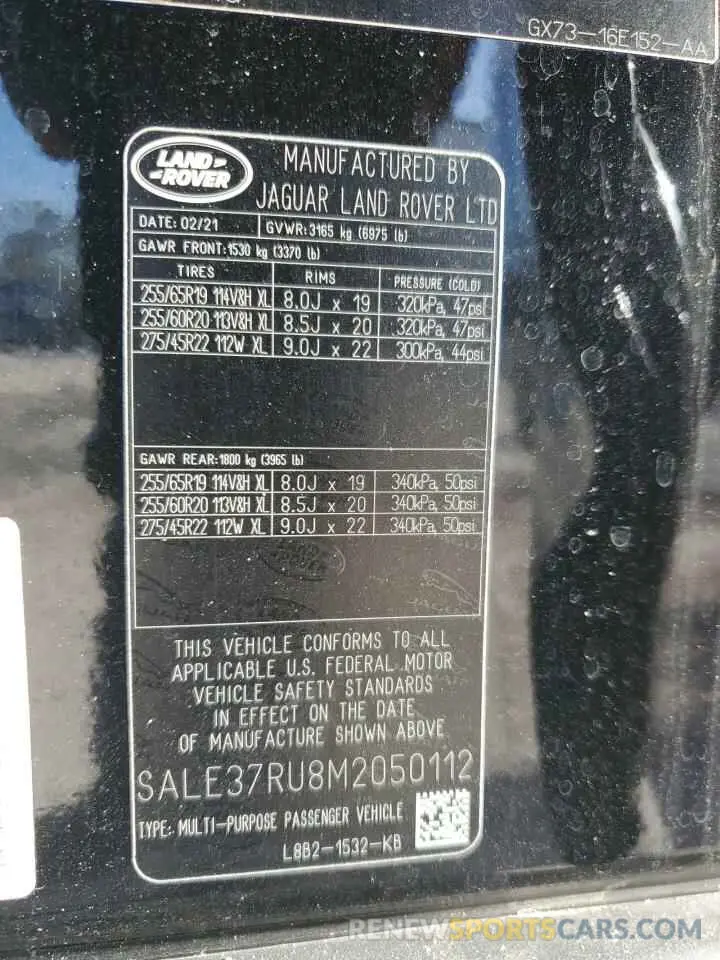 GX73-16E152-AA
LAND ROVER
MANUFACTURED BY
JAGUAR LAND ROVER LTD
DATE: 02/21 GVWR: 3165 kg (6975 lb)
GAWR FRONT: 1530 kg (3370 lb)
TIRES RIMS PRESSURE (COLD)
255/65R19 114V&H XL 8.0J x 19 320kPa, 47psi
255/60R20 113V&H XL 8.5J x 20 320kPa, 47psi
275/45R22 112W XL 9.0J x 22 300kPa, 44psi
GAWR REAR: 1800 kg (3965 lb)
255/65R19 114V&H XL 8.0J x 19 340kPa, 50psi
255/60R20 113V&H XL 8.5J x 20 340kPa, 50psi
275/45R22 112W XL 9.0J x 22 340kPa, 50psi
THIS VEHICLE CONFORMS TO ALL
APPLICABLE U.S. FEDERAL MOTOR
VEHICLE SAFETY STANDARDS
IN EFFECT ON THE DATE
OF MANUFACTURE SHOWN ABOVE
SALE37RU8M2050112
TYPE: MULTI-PURPOSE PASSENGER VEHICLE
L8B2-1532-KB
RENEWSPORTSCARS.COM